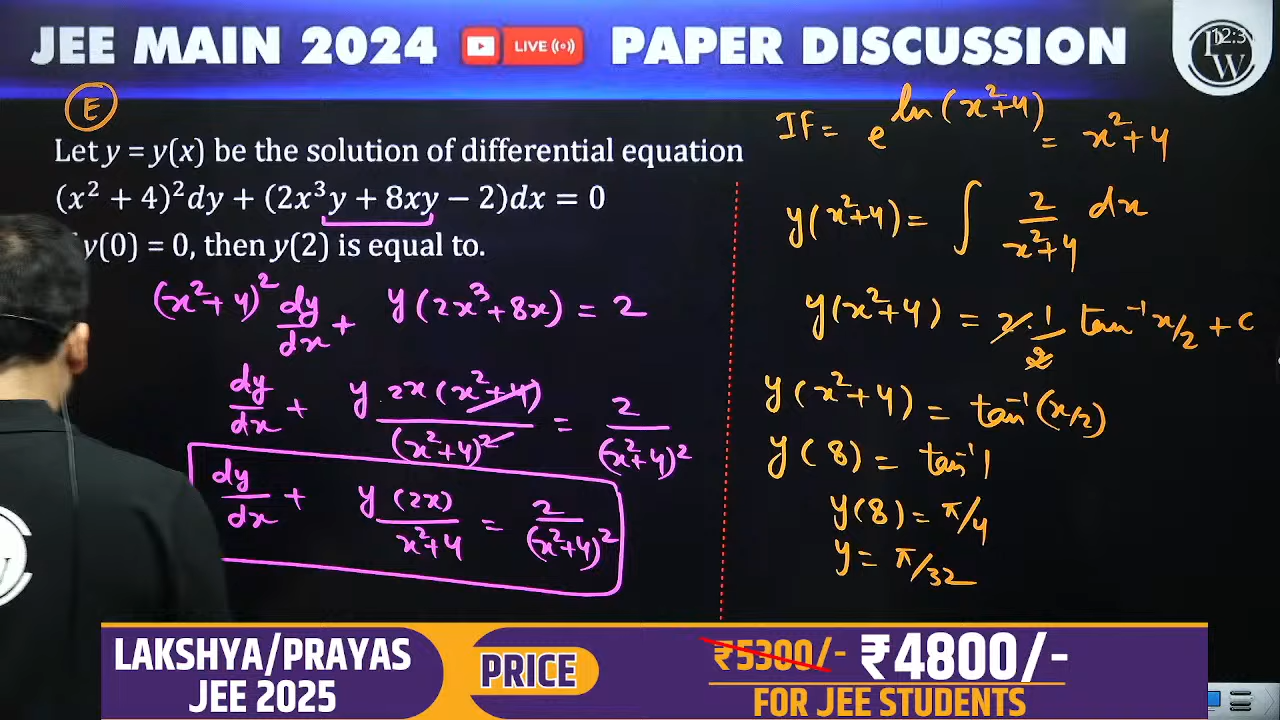 JEE MAIN 2024 LIVE PAPER DISCUSSION
12:3
PW
E
Let y = y(x) be the solution of differential equation
(x² + 4)²dy + (2x³y + 8xy − 2)dx = 0
y(0) = 0, then y(2) is equal to.
(x²+4)² dy/dx + y(2x³+8x) = 2
dy/dx + y 2x(x²+4)/(x²+4)² = 2/(x²+4)²
dy/dx + y(2x)/x²+4 = 2/(x²+4)²
IF = e^ln(x²+4) = x²+4
y(x²+4) = ∫ 2/x²+4 dx
y(x²+4) = 2·1/2 tan⁻¹ x/2 + c
y(x²+4) = tan⁻¹(x/2)
y(8) = tan⁻¹1
y(8) = π/4
y = π/32
W
LAKSHYA/PRAYAS
JEE 2025
PRICE
₹5300/- ₹4800/-
FOR JEE STUDENTS